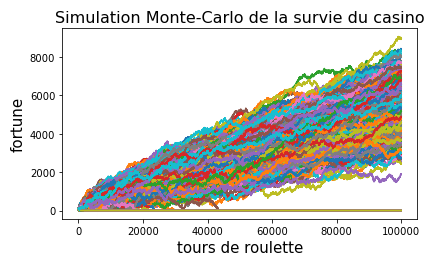 Simulation Monte-Carlo de la survie du casino
8000
6000
4000
2000
0
fortune
0 20000 40000 60000 80000 100000
tours de roulette